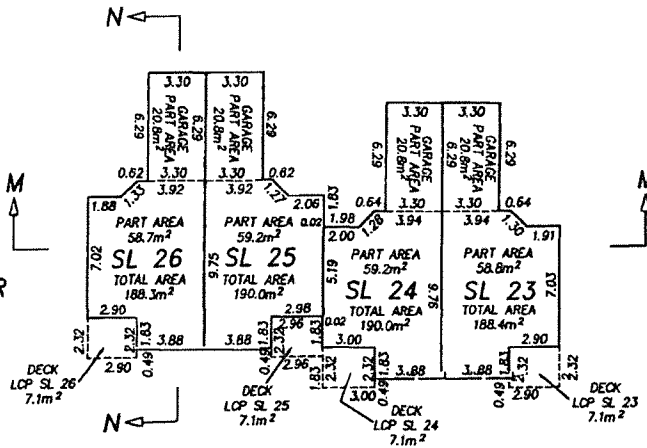 N
3.30
3.30
GARAGE
PART AREA
20.8m²
GARAGE
PART AREA
20.8m²
6.29
6.29
6.29
3.30
3.30
GARAGE
PART AREA
20.8m²
GARAGE
PART AREA
20.8m²
6.29
6.29
6.29
M
M
0.62
3.30
3.30
0.62
1.33
3.92
3.92
1.27
1.88
2.06
1.83
0.02
0.64
3.30
3.30
0.64
1.98
2.00
1.28
3.94
3.94
1.30
1.91
PART AREA
58.7m²
SL 26
TOTAL AREA
188.3m²
7.02
9.75
PART AREA
59.2m²
SL 25
TOTAL AREA
190.0m²
5.19
PART AREA
59.2m²
SL 24
TOTAL AREA
190.0m²
9.76
PART AREA
58.8m²
SL 23
TOTAL AREA
188.4m²
7.03
R
2.90
2.32
2.32
1.83
2.90
0.49
3.88
3.88
2.98
2.96
1.83
2.32
1.83
0.49
2.96
0.02
3.00
1.83
2.32
2.32
1.83
0.49
3.00
3.88
3.88
2.90
1.83
2.32
2.32
0.49
2.90
DECK
LCP SL 26
7.1m²
DECK
LCP SL 25
7.1m²
DECK
LCP SL 24
7.1m²
DECK
LCP SL 23
7.1m²
N